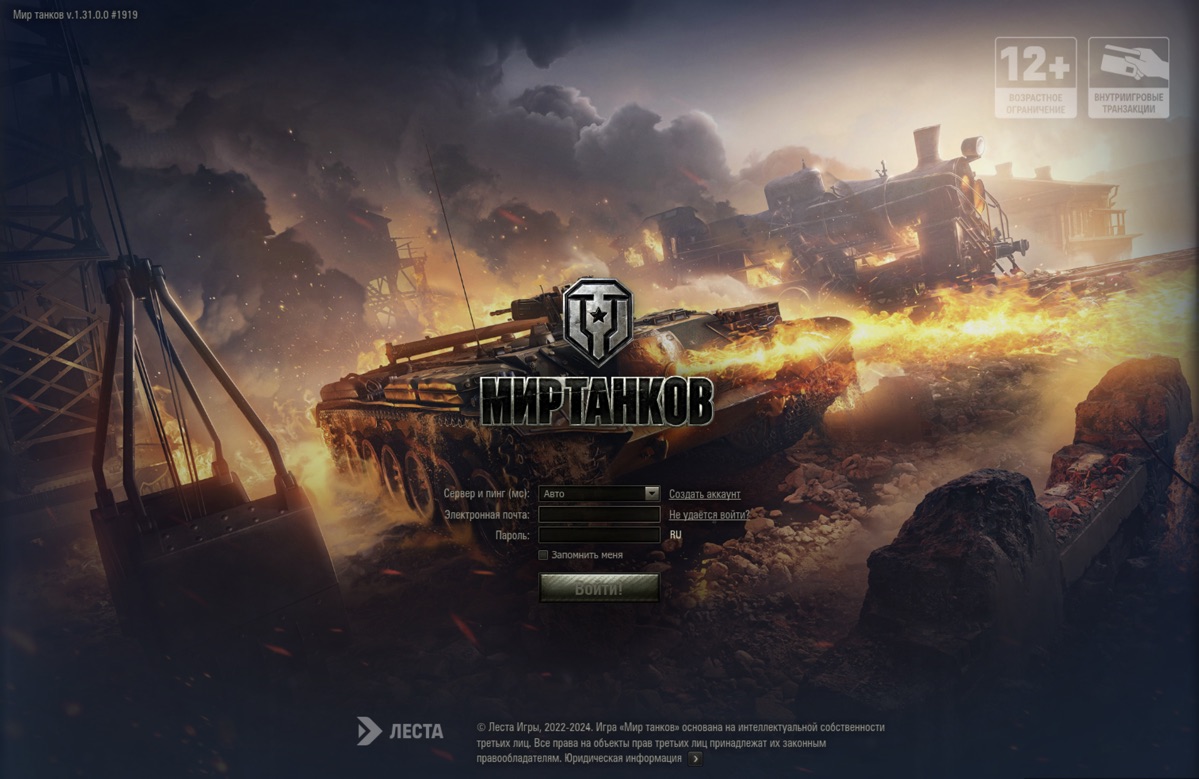 Мир танков v.1.31.0.0 #1919
12+
ВОЗРАСТНОЕ
ОГРАНИЧЕНИЕ
ВНУТРИИГРОВЫЕ
ТРАНЗАКЦИИ
МИР ТАНКОВ
Сервер и пинг (мс): Авто Создать аккаунт
Электронная почта: Не удаётся войти?
Пароль: RU
Запомнить меня
Войти!
ЛЕСТА
© Леста Игры, 2022-2024. Игра «Мир танков» основана на интеллектуальной собственности
третьих лиц. Все права на объекты прав третьих лиц принадлежат их законным
правообладателям. Юридическая информация